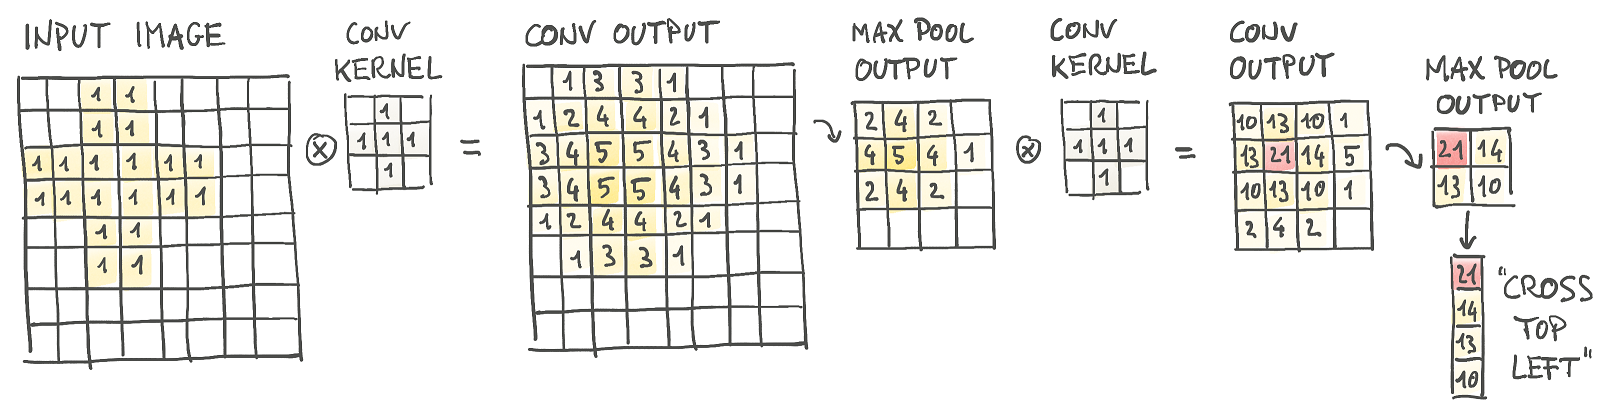 INPUT IMAGE
1 1
1 1
1 1 1 1 1 1
1 1 1 1 1 1
1 1
1 1
CONV
KERNEL
1
1 1 1
1
=
CONV OUTPUT
1 3 3 1
1 2 4 4 2 1
3 4 5 5 4 3 1
3 4 5 5 4 3 1
1 2 4 4 2 1
1 3 3 1
MAX POOL
OUTPUT
2 4 2
4 5 4 1
2 4 2
CONV
KERNEL
1
1 1 1
1
=
CONV
OUTPUT
10 13 10 1
13 21 14 5
10 13 10 1
2 4 2
MAX POOL
OUTPUT
21 14
13 10
21
14
13
10
"CROSS
TOP
LEFT"